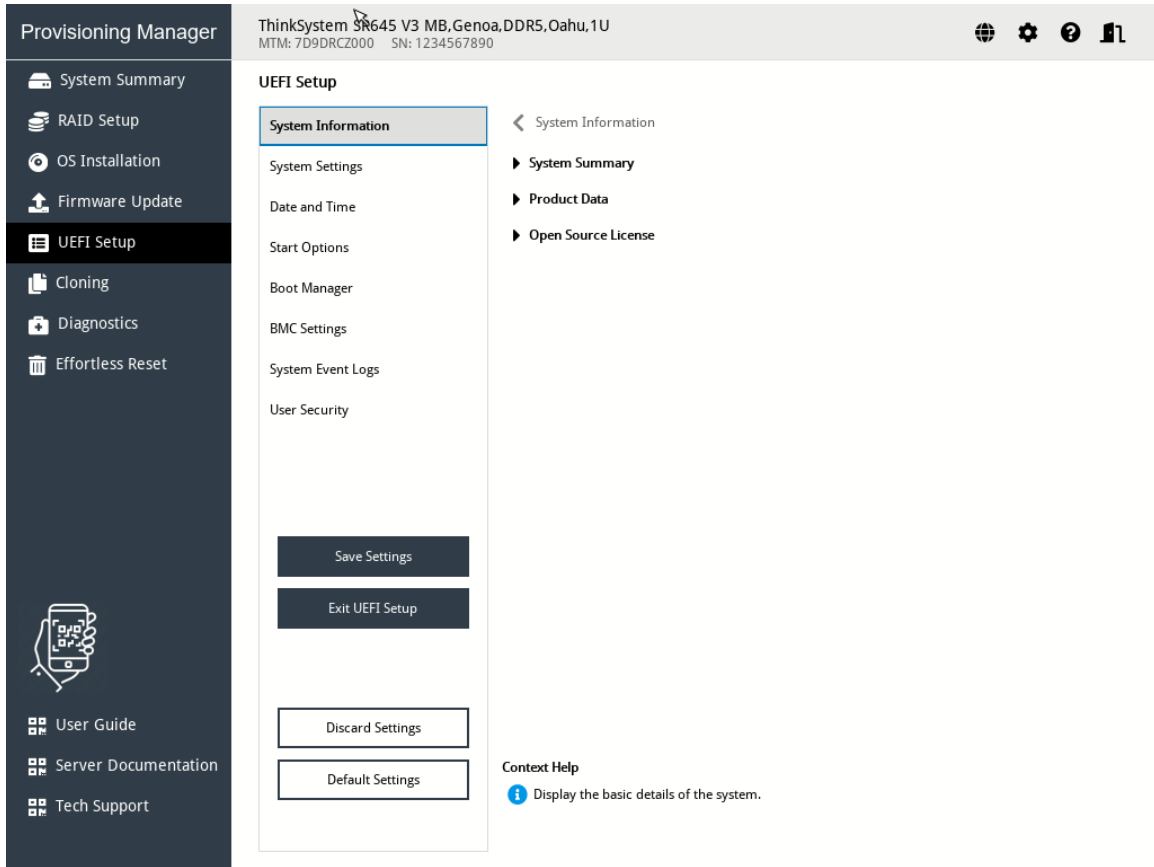 Provisioning Manager
ThinkSystem SR645 V3 MB,Genoa,DDR5,Oahu,1U
MTM: 7D9DRCZ000 SN: 1234567890
System Summary
RAID Setup
OS Installation
Firmware Update
UEFI Setup
Cloning
Diagnostics
Effortless Reset
User Guide
Server Documentation
Tech Support
UEFI Setup
System Information
System Settings
Date and Time
Start Options
Boot Manager
BMC Settings
System Event Logs
User Security
Save Settings
Exit UEFI Setup
Discard Settings
Default Settings
System Information
System Summary
Product Data
Open Source License
Context Help
Display the basic details of the system.